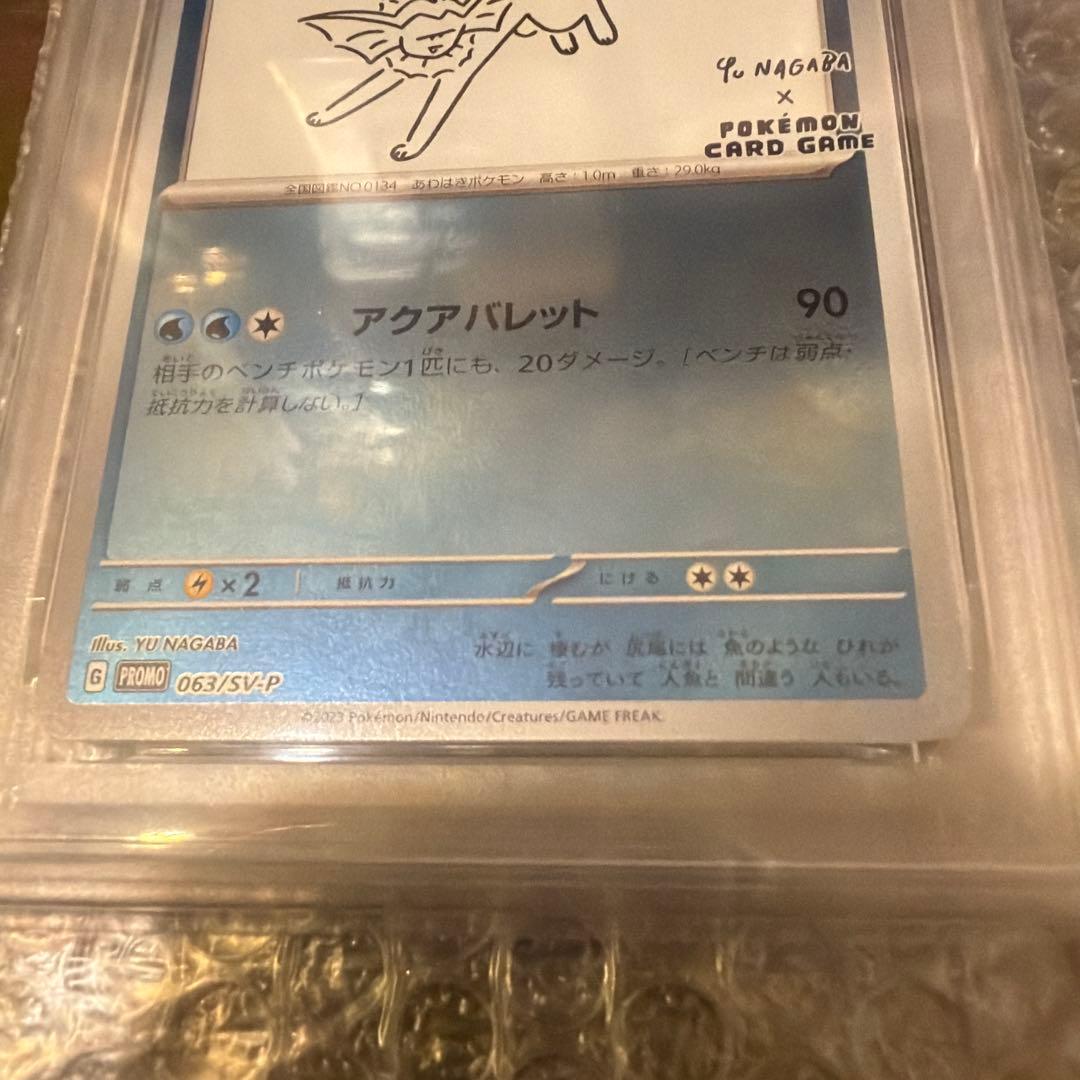 Yu NAGABA
×
POKÉMON
CARD GAME
全国図鑑NO.0134 あわはきポケモン 高さ：1.0m 重さ：29.0kg
アクアバレット 90
相手のベンチポケモン1匹にも、20ダメージ。［ベンチは弱点・
抵抗力を計算しない。］
弱点 ×2 抵抗力 にげる
Illus. YU NAGABA
水辺に 棲むが 尻尾には 魚のような ひれが
残っていて 人魚と 間違う 人もいる。
G PROMO 063/SV-P
©2023 Pokémon/Nintendo/Creatures/GAME FREAK